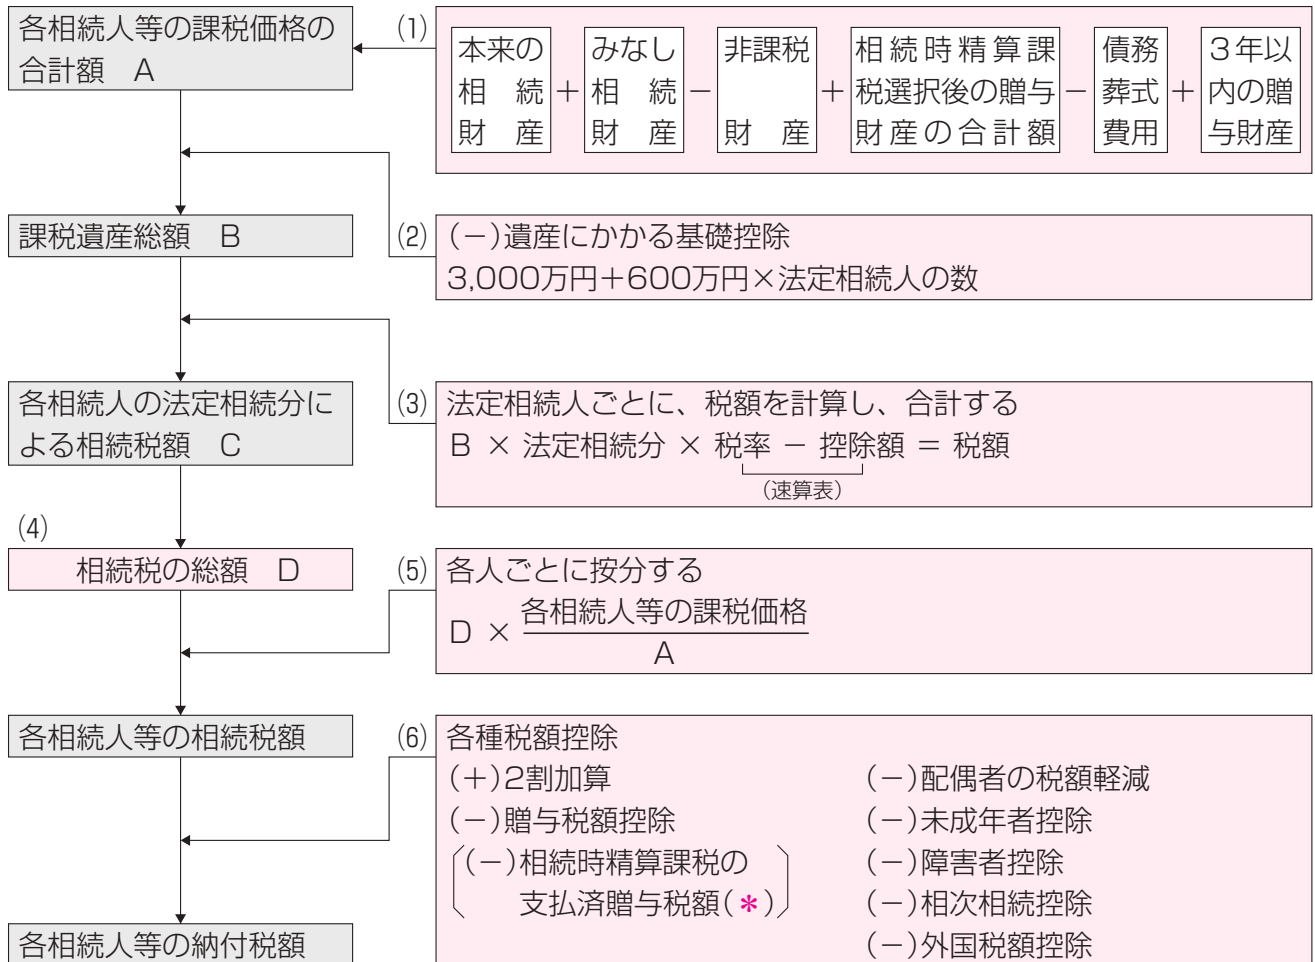 各相続人等の課税価格の
合計額　A
(1)
本来の
相続
財産
＋
みなし
相続
財産
－
非課税
財産
＋
相続時精算課
税選択後の贈与
財産の合計額
－
債務
葬式
費用
＋
3年以
内の贈
与財産
課税遺産総額　B
(2)
(－)遺産にかかる基礎控除
3,000万円＋600万円×法定相続人の数
各相続人の法定相続分に
よる相続税額　C
(3)
法定相続人ごとに、税額を計算し、合計する
B × 法定相続分 × 税率 － 控除額 ＝ 税額
(速算表)
(4)
相続税の総額　D
(5)
各人ごとに按分する
各相続人等の課税価格
D ×
A
各相続人等の相続税額
(6)
各種税額控除
(＋)2割加算
(－)贈与税額控除
(－)相続時精算課税の
支払済贈与税額(＊)
(－)配偶者の税額軽減
(－)未成年者控除
(－)障害者控除
(－)相次相続控除
(－)外国税額控除
各相続人等の納付税額